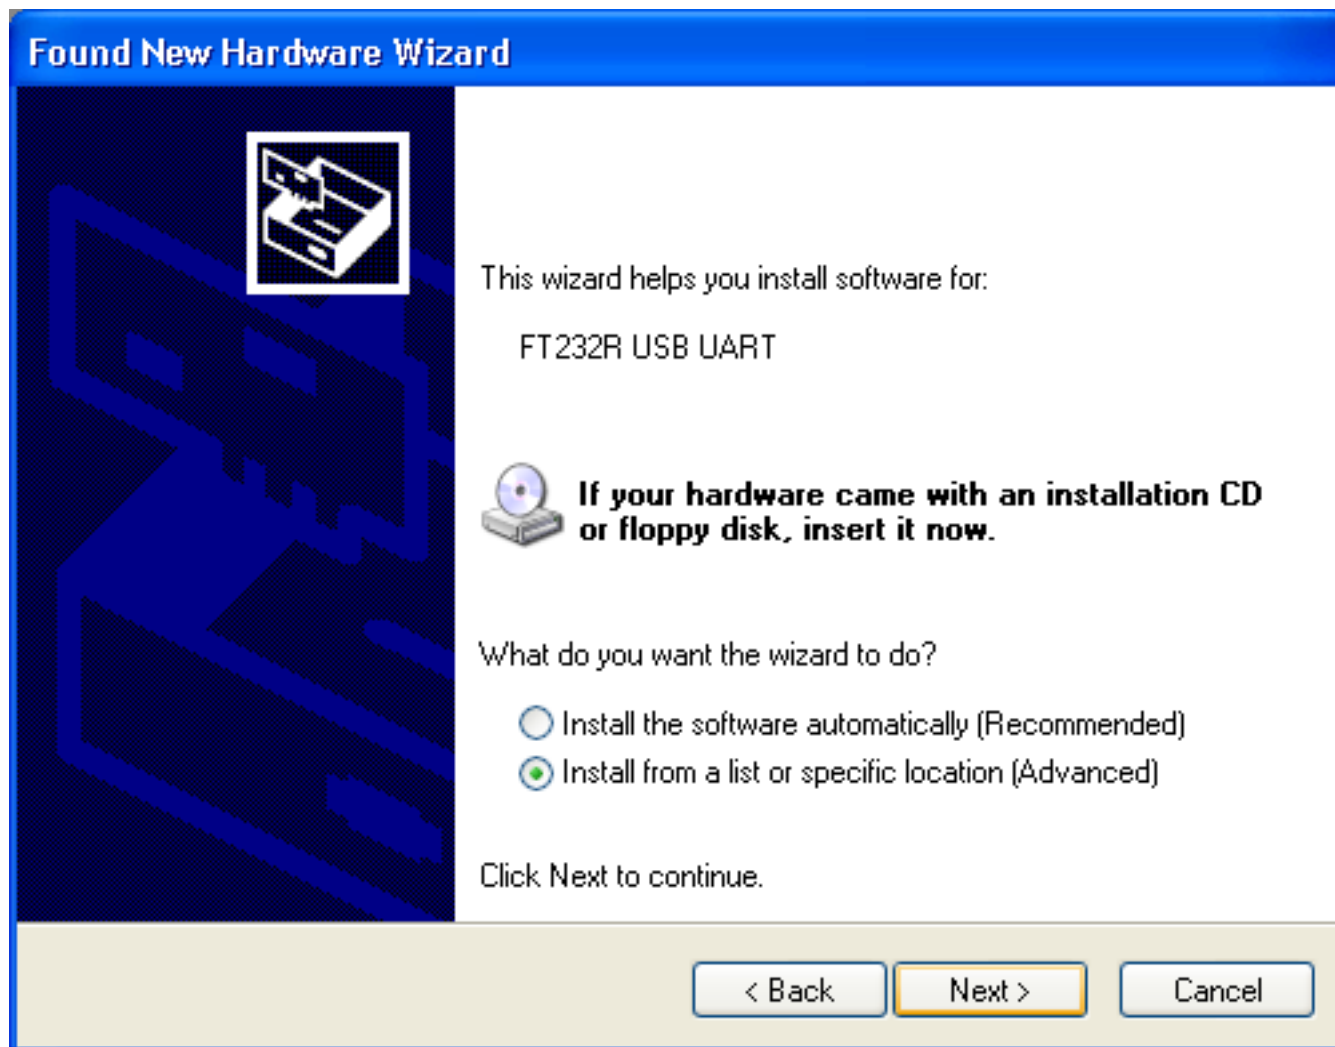 Found New Hardware Wizard
This wizard helps you install software for:
FT232R USB UART
If your hardware came with an installation CD
or floppy disk, insert it now.
What do you want the wizard to do?
Install the software automatically (Recommended)
Install from a list or specific location (Advanced)
Click Next to continue.
< Back Next > Cancel